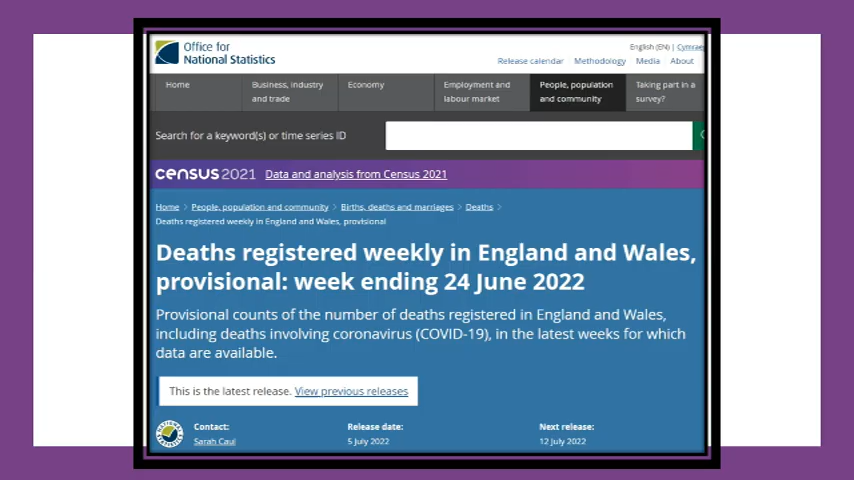 Office for
National Statistics
English (EN) | Cymraeg
Release calendar Methodology Media About
Home Business, industry and trade Economy Employment and labour market People, population and community Taking part in a survey?
Search for a keyword(s) or time series ID
census2021 Data and analysis from Census 2021
Home > People, population and community > Births, deaths and marriages > Deaths >
Deaths registered weekly in England and Wales, provisional
Deaths registered weekly in England and Wales,
provisional: week ending 24 June 2022
Provisional counts of the number of deaths registered in England and Wales,
including deaths involving coronavirus (COVID-19), in the latest weeks for which
data are available.
This is the latest release. View previous releases
Contact: Release date: Next release:
Sarah Caul 5 July 2022 12 July 2022